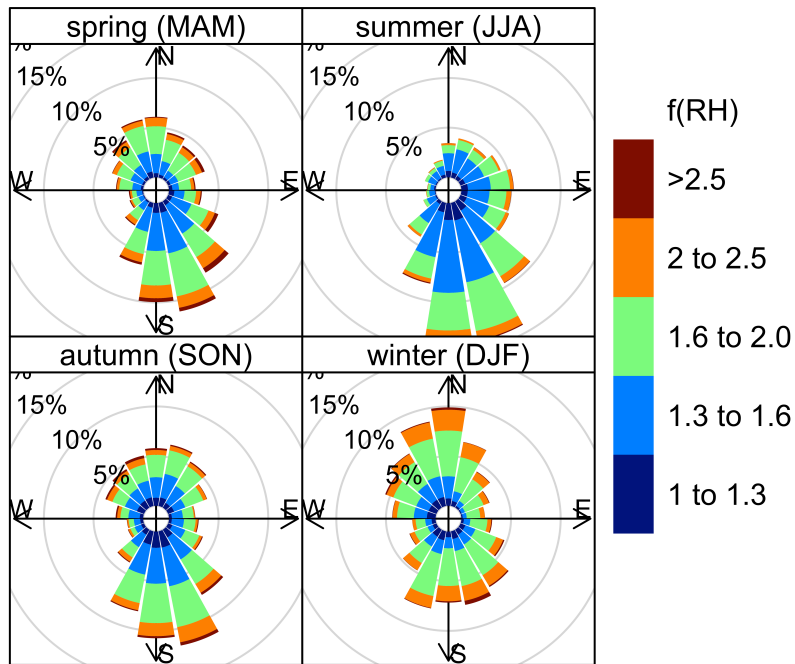 spring (MAM)
%
15%
10%
5%
N
W
E
S
summer (JJA)
%
15%
10%
5%
N
W
E
S
autumn (SON)
%
15%
10%
5%
N
W
E
S
winter (DJF)
%
15%
10%
5%
N
W
E
S
f(RH)
>2.5
2 to 2.5
1.6 to 2.0
1.3 to 1.6
1 to 1.3